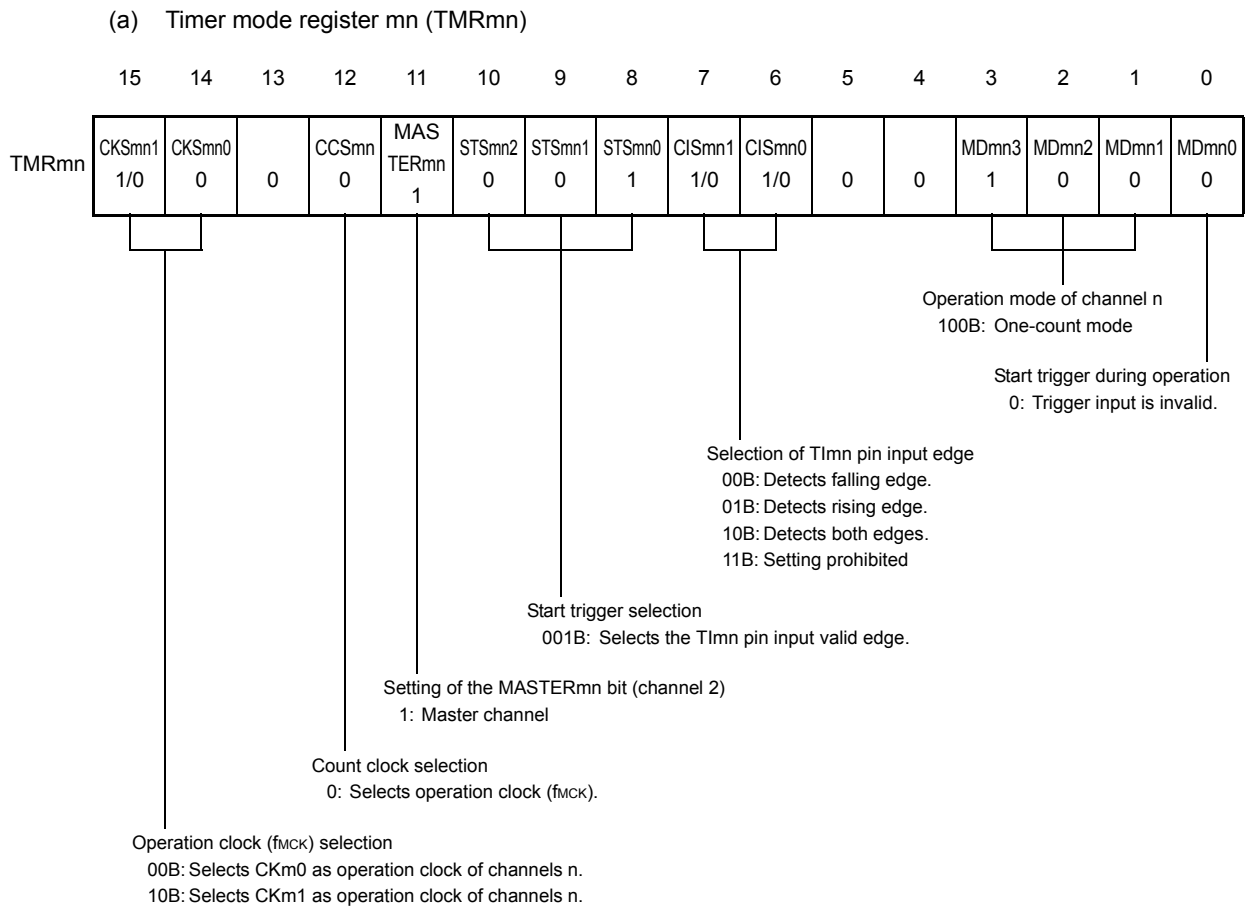 (a) Timer mode register mn (TMRmn)
15 14 13 12 11 10 9 8 7 6 5 4 3 2 1 0
TMRmn
CKSmn1 CKSmn0 CCSmn MAS TERmn STSmn2 STSmn1 STSmn0 CISmn1 CISmn0 MDmn3 MDmn2 MDmn1 MDmn0
1/0 0 0 0 1 0 0 1 1/0 1/0 0 0 1 0 0 0
Operation mode of channel n
100B: One-count mode
Start trigger during operation
0: Trigger input is invalid.
Selection of TImn pin input edge
00B: Detects falling edge.
01B: Detects rising edge.
10B: Detects both edges.
11B: Setting prohibited
Start trigger selection
001B: Selects the TImn pin input valid edge.
Setting of the MASTERmn bit (channel 2)
1: Master channel
Count clock selection
0: Selects operation clock (fMCK).
Operation clock (fMCK) selection
00B: Selects CKm0 as operation clock of channels n.
10B: Selects CKm1 as operation clock of channels n.